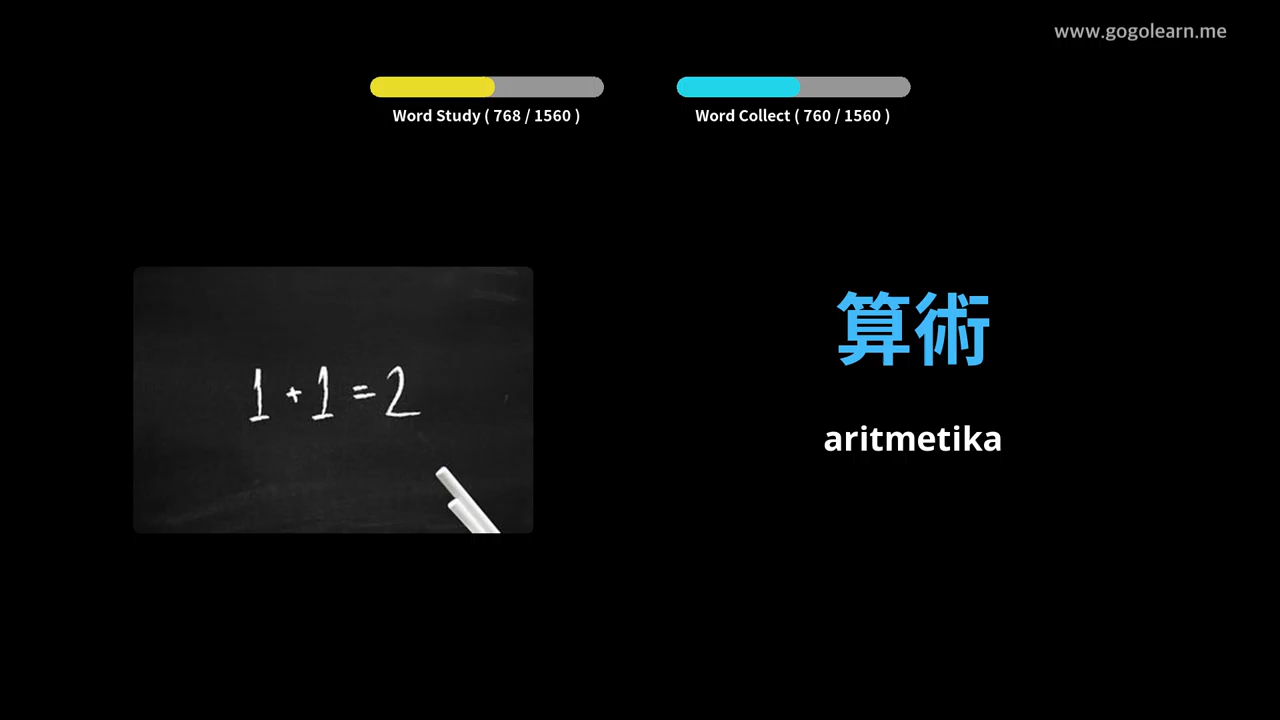 www.gogolearn.me
Word Study ( 768 / 1560 )
Word Collect ( 760 / 1560 )
1 + 1 = 2
算術
aritmetika